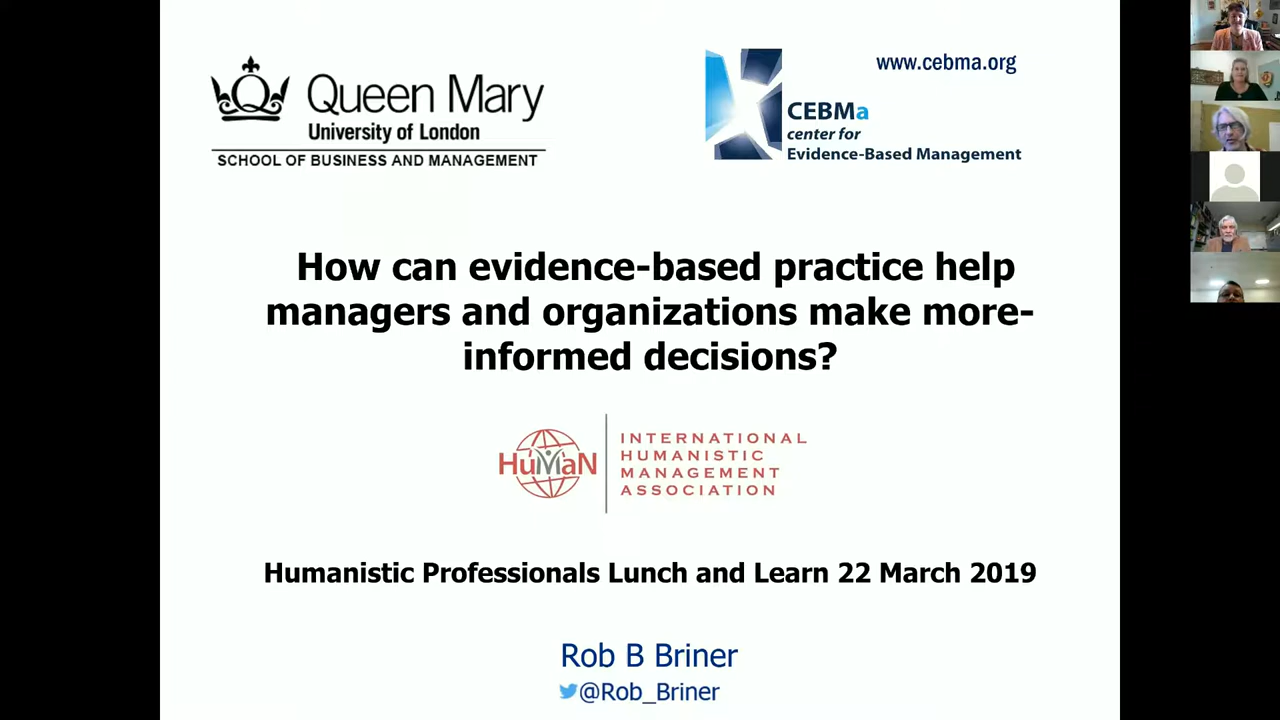 Queen Mary
University of London
SCHOOL OF BUSINESS AND MANAGEMENT
www.cebma.org
CEBMa
center for
Evidence-Based Management
How can evidence-based practice help
managers and organizations make more-
informed decisions?
HuMaN
INTERNATIONAL
HUMANISTIC
MANAGEMENT
ASSOCIATION
Humanistic Professionals Lunch and Learn 22 March 2019
Rob B Briner
@Rob_Briner